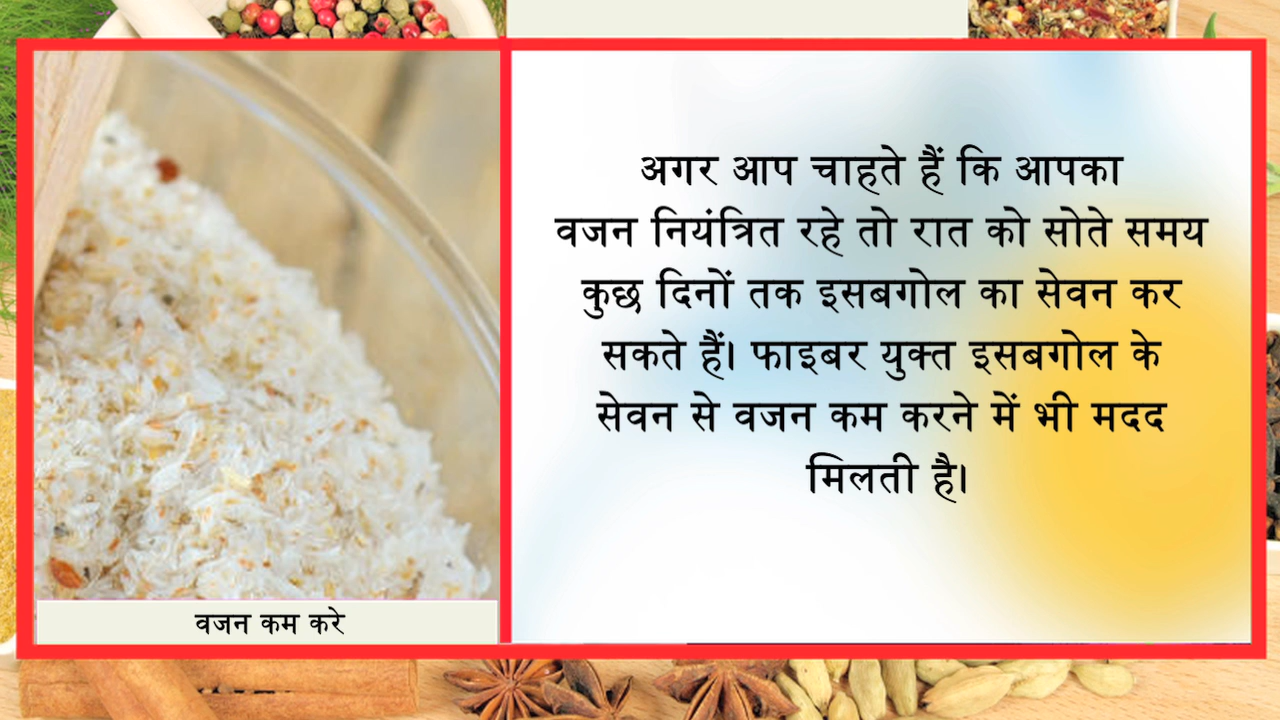 अगर आप चाहते हैं कि आपका
वजन नियंत्रित रहे तो रात को सोते समय
कुछ दिनों तक इसबगोल का सेवन कर
सकते हैं। फाइबर युक्त इसबगोल के
सेवन से वजन कम करने में भी मदद
मिलती है।
वजन कम करे